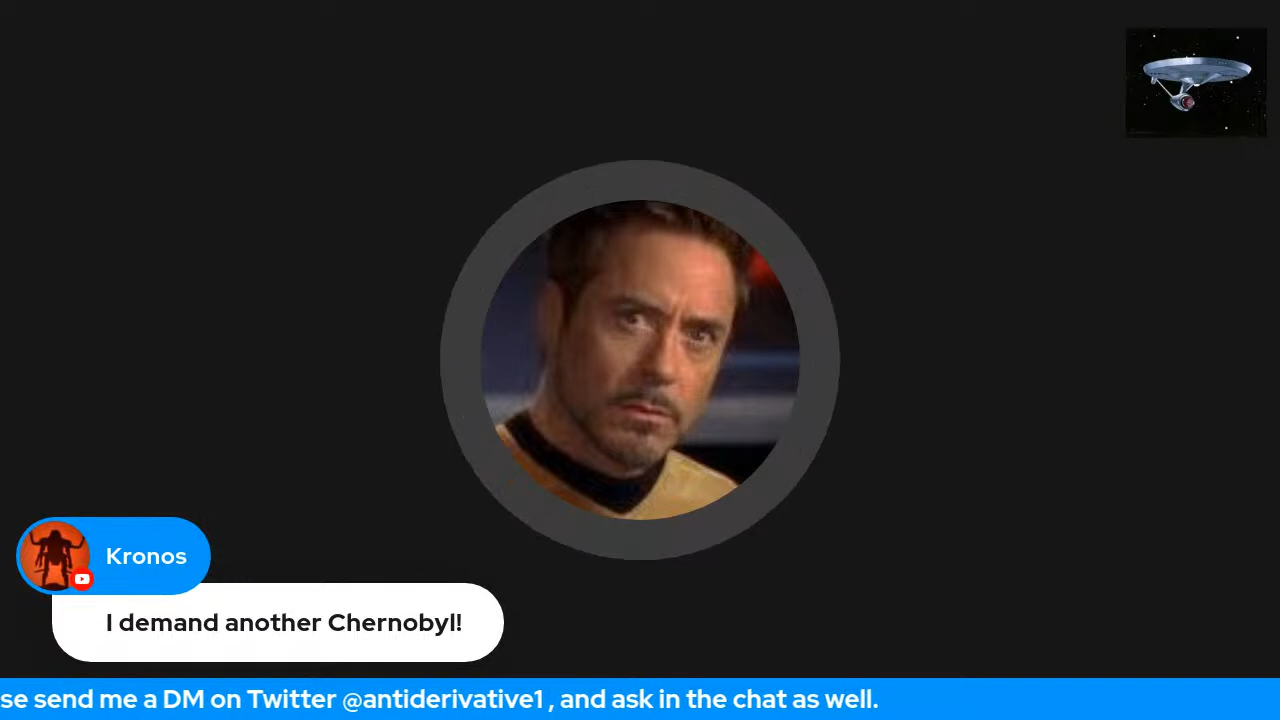 Kronos
I demand another Chernobyl!
se send me a DM on Twitter @antiderivative1 , and ask in the chat as well.